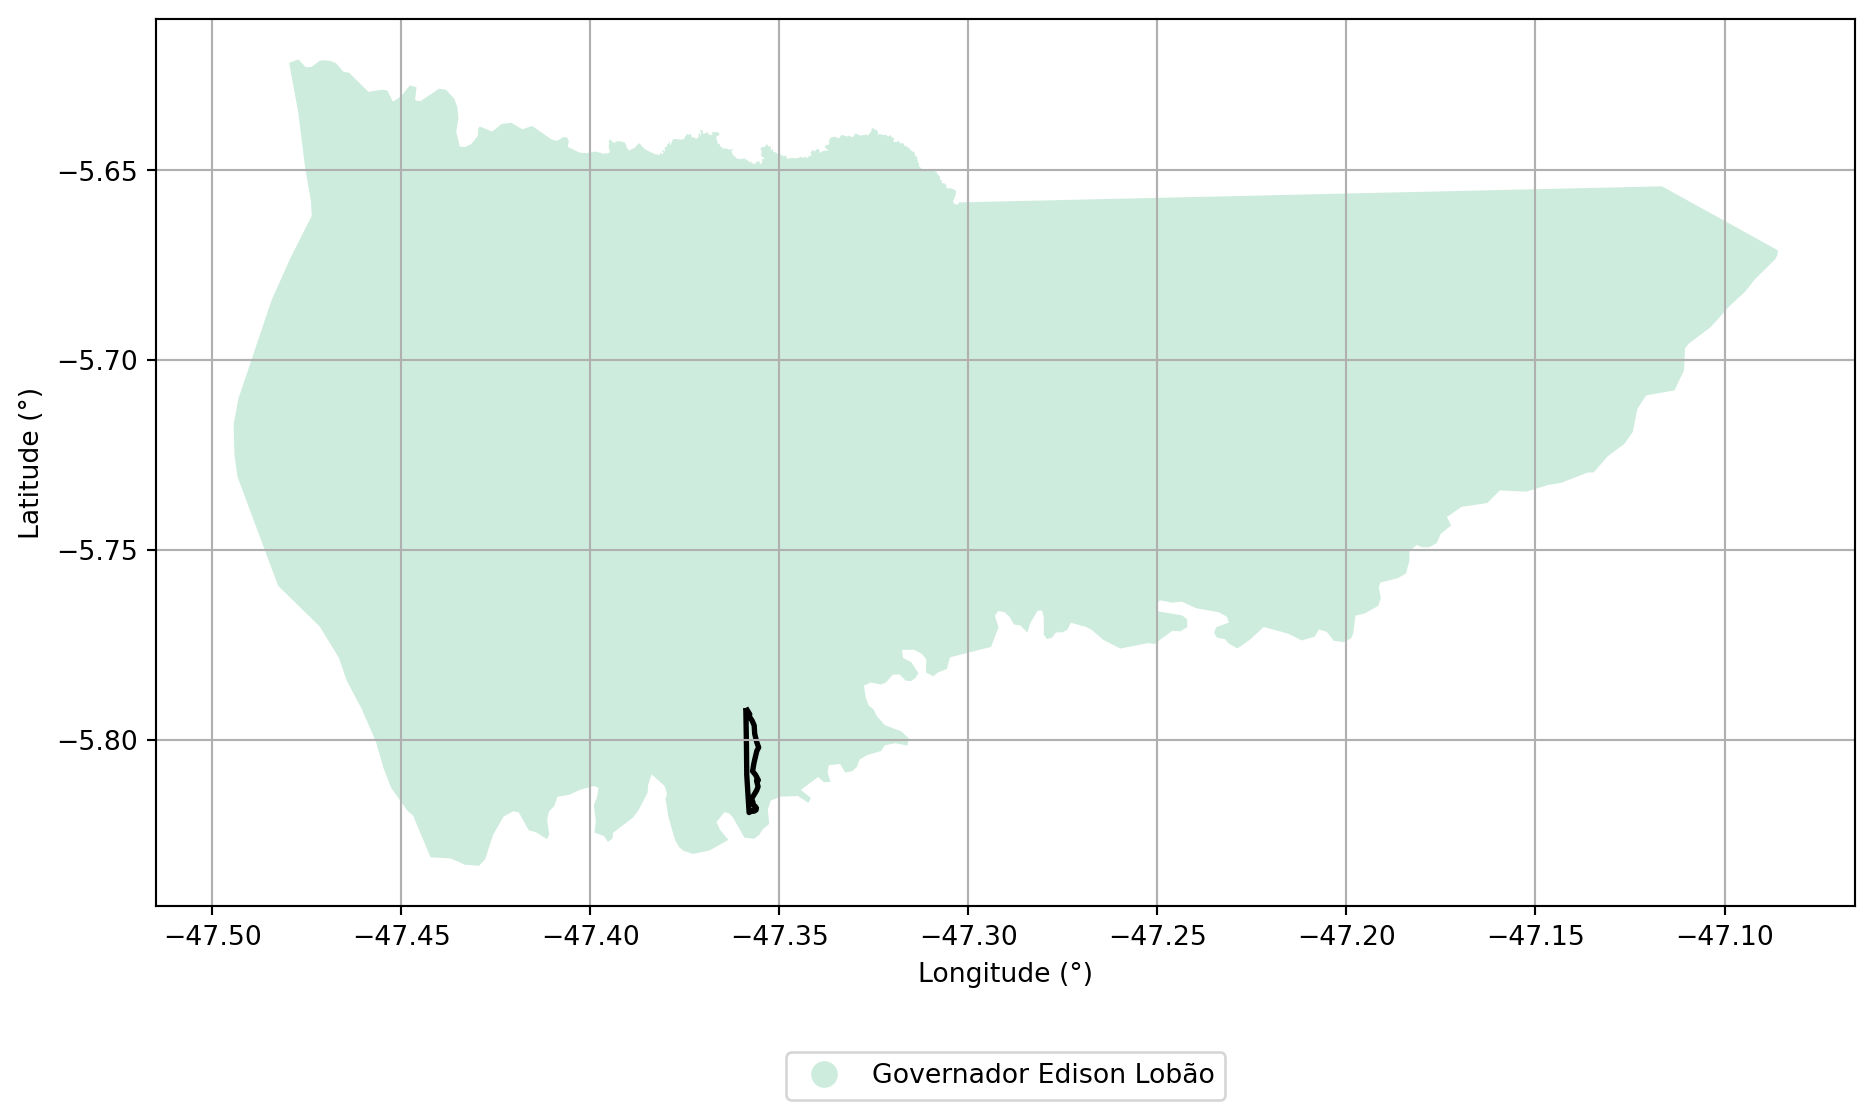 Latitude (°)
−5.65
−5.70
−5.75
−5.80
−47.50 −47.45 −47.40 −47.35 −47.30 −47.25 −47.20 −47.15 −47.10
Longitude (°)
Governador Edison Lobão